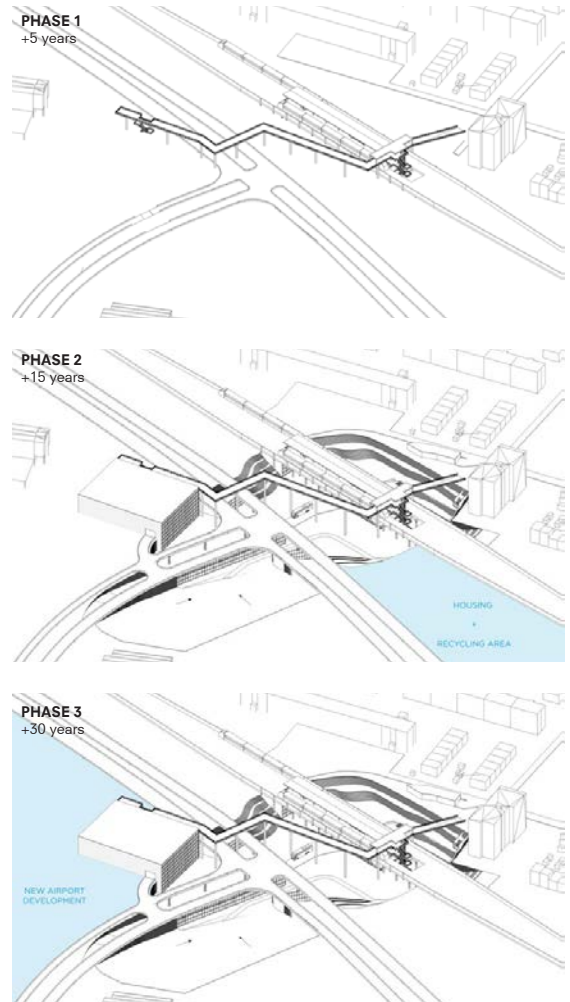 PHASE 1
+5 years
PHASE 2
+15 years
HOUSING
+
RECYCLING AREA
PHASE 3
+30 years
NEW AIRPORT
DEVELOPMENT